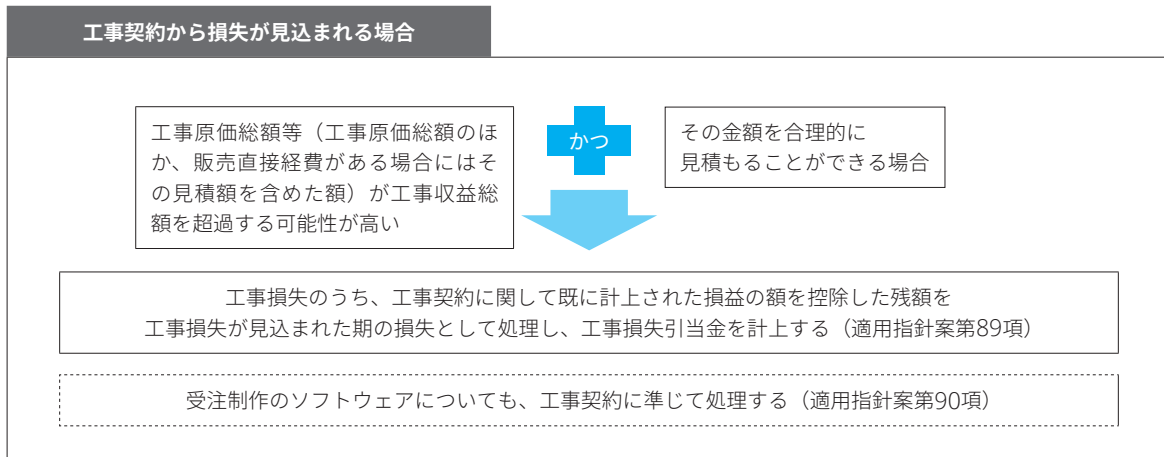 工事契約から損失が見込まれる場合
工事原価総額等（工事原価総額のほ
か、販売直接経費がある場合にはそ
の見積額を含めた額）が工事収益総
額を超過する可能性が高い
かつ
その金額を合理的に
見積もることができる場合
工事損失のうち、工事契約に関して既に計上された損益の額を控除した残額を
工事損失が見込まれた期の損失として処理し、工事損失引当金を計上する（適用指針案第89項）
受注制作のソフトウェアについても、工事契約に準じて処理する（適用指針案第90項）